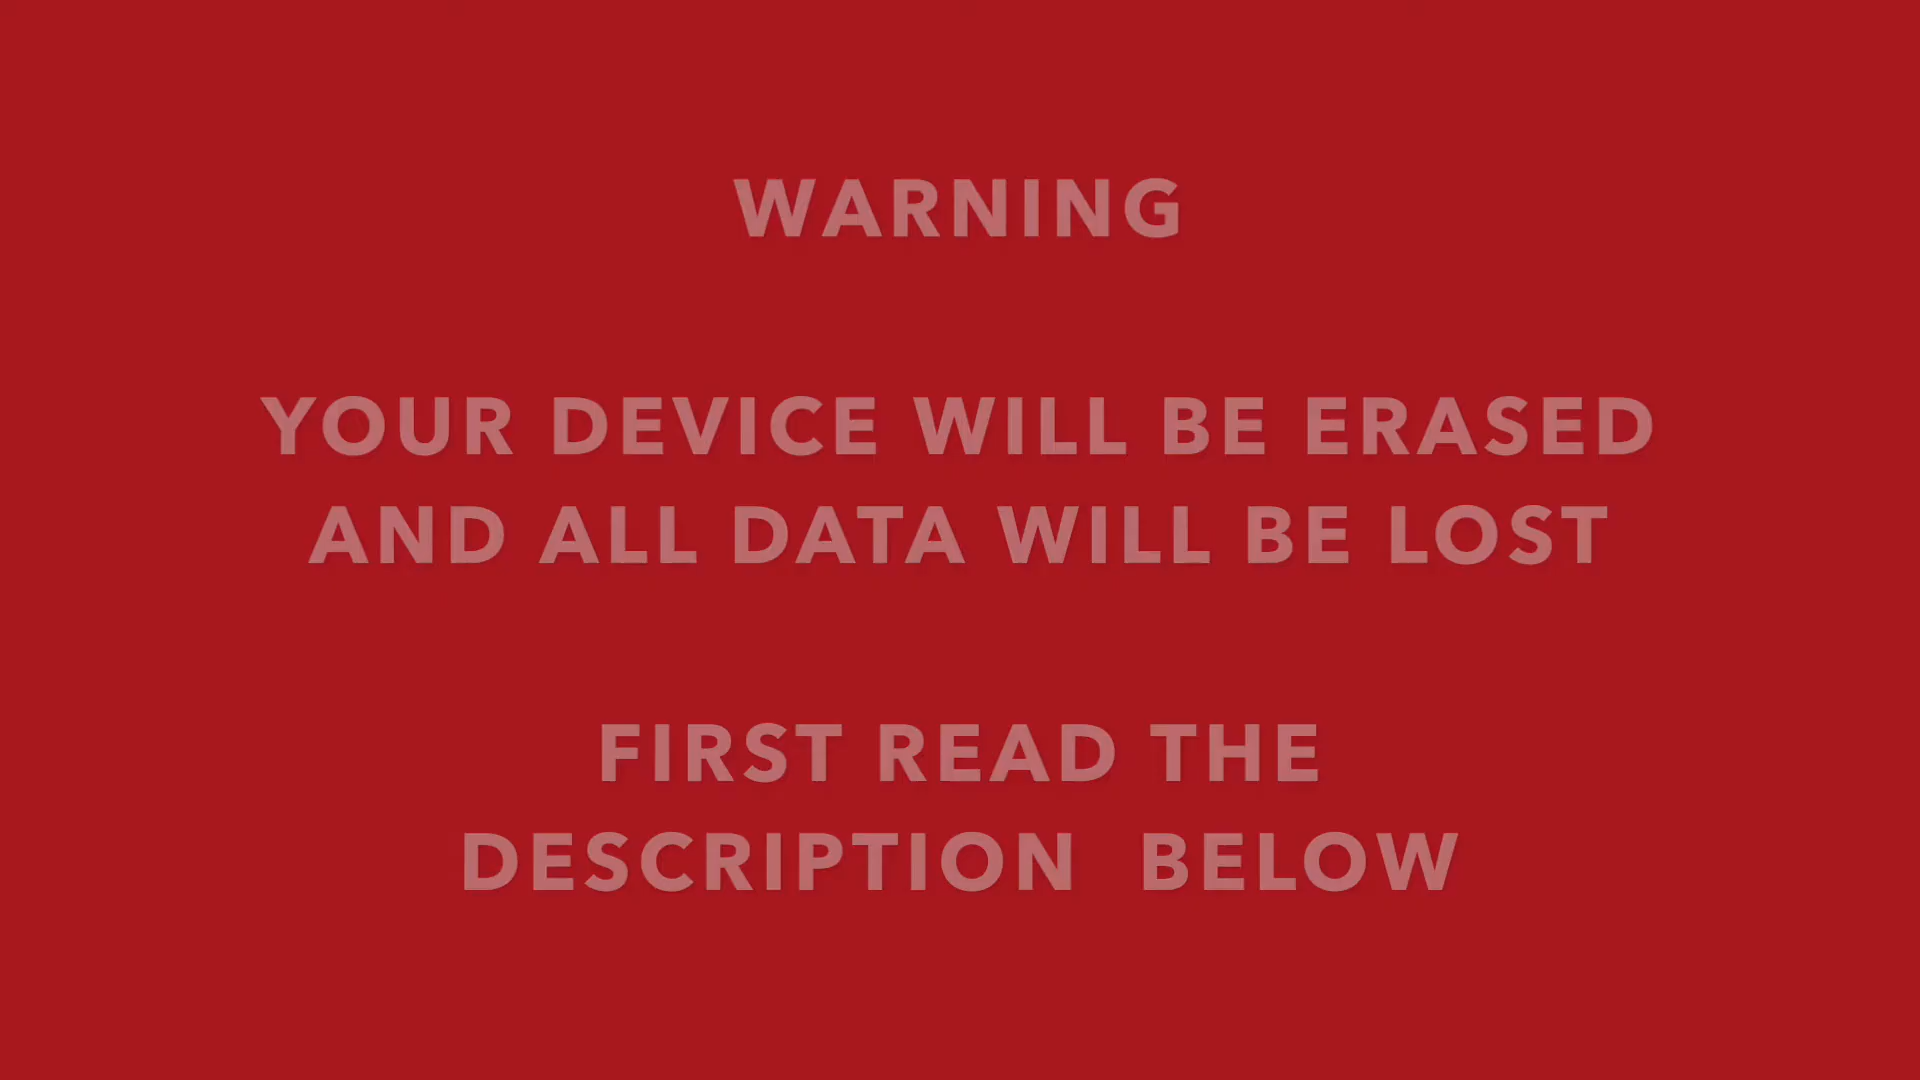 WARNING
YOUR DEVICE WILL BE ERASED
AND ALL DATA WILL BE LOST
FIRST READ THE
DESCRIPTION BELOW